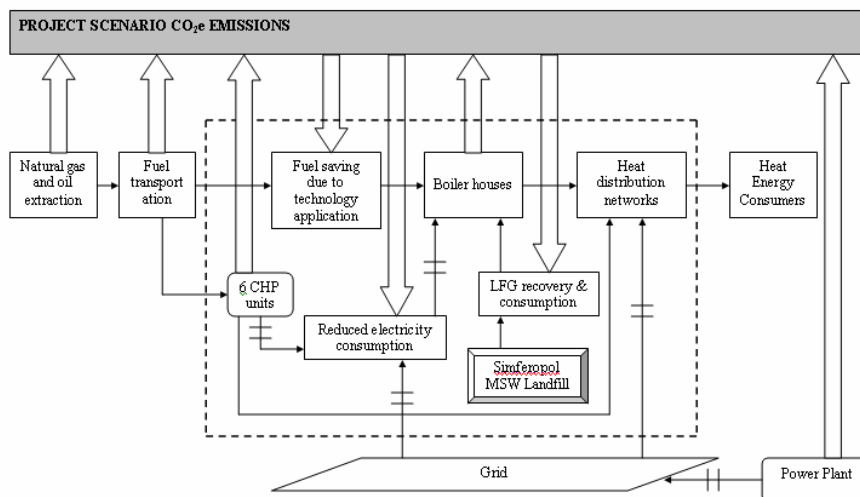 PROJECT SCENARIO CO₂e EMISSIONS
Natural gas
and oil
extraction
Fuel
transport
ation
Fuel saving
due to
technology
application
Boiler houses
Heat
distribution
networks
Heat
Energy
Consumers
6 CHP
units
LFG recovery &
consumption
Reduced electricity
consumption
Simferopol
MSW Landfill
Grid
Power Plant